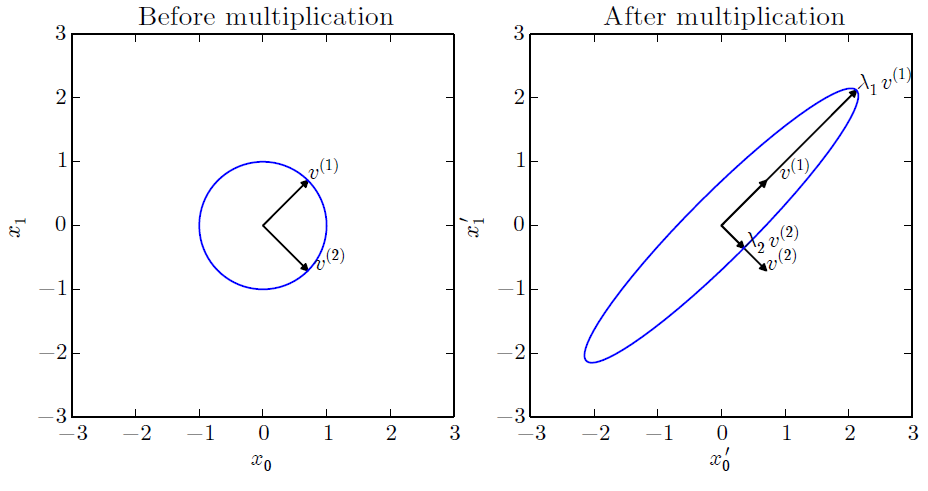 Before multiplication
3
2
1
0
−1
−2
−3
−3 −2 −1 0 1 2 3
x₀
x₁
v⁽¹⁾
v⁽²⁾
After multiplication
3
2
1
0
−1
−2
−3
−3 −2 −1 0 1 2 3
x₀′
x₁′
λ₁ v⁽¹⁾
v⁽¹⁾
λ₂ v⁽²⁾
v⁽²⁾